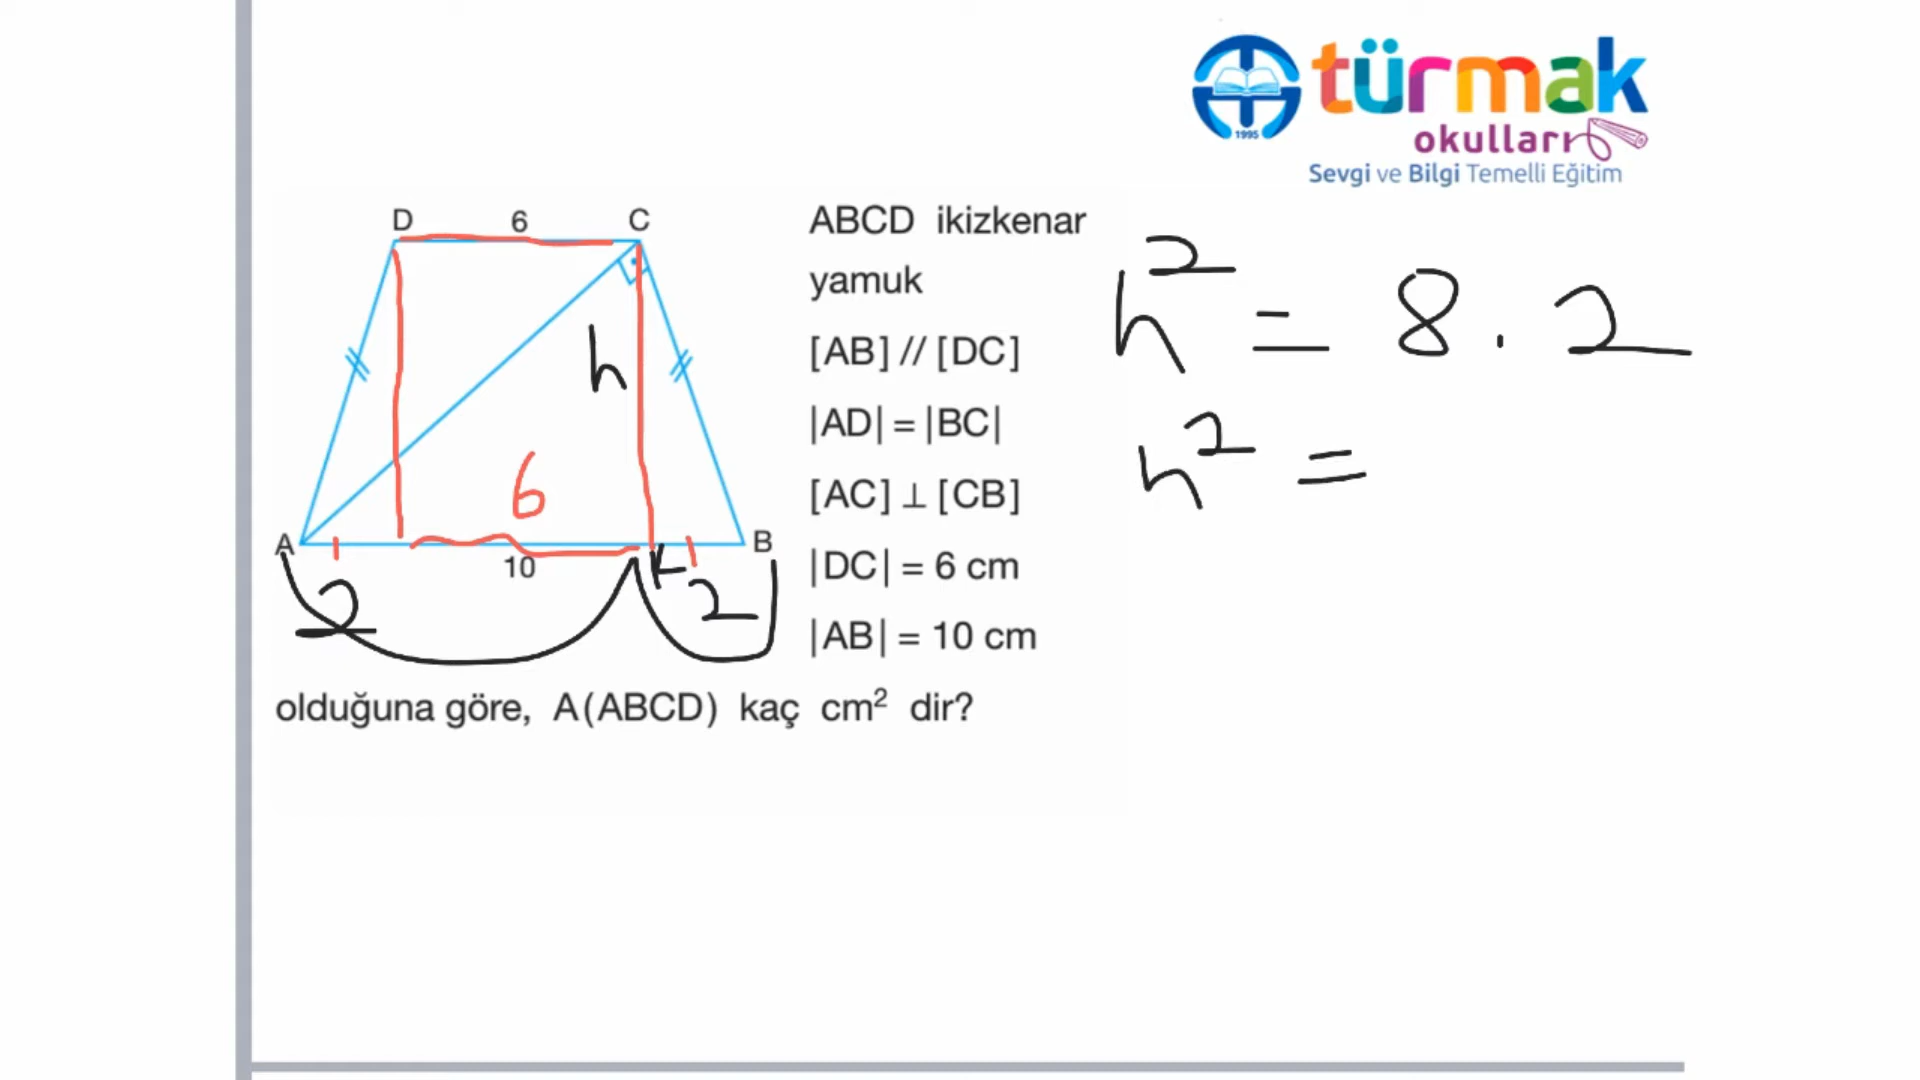 1995
türmak
okulları
Sevgi ve Bilgi Temelli Eğitim
D 6 C
h
6
A B
10
2 2
ABCD ikizkenar
yamuk
[AB] // [DC]
|AD| = |BC|
[AC] ⊥ [CB]
|DC| = 6 cm
|AB| = 10 cm
olduğuna göre, A(ABCD) kaç cm² dir?
h² = 8 . 2
h² =